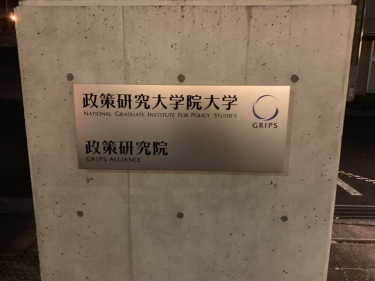 政策研究大学院大学
NATIONAL GRADUATE INSTITUTE FOR POLICY STUDIES
GRIPS
政策研究院
GRIPS ALLIANCE